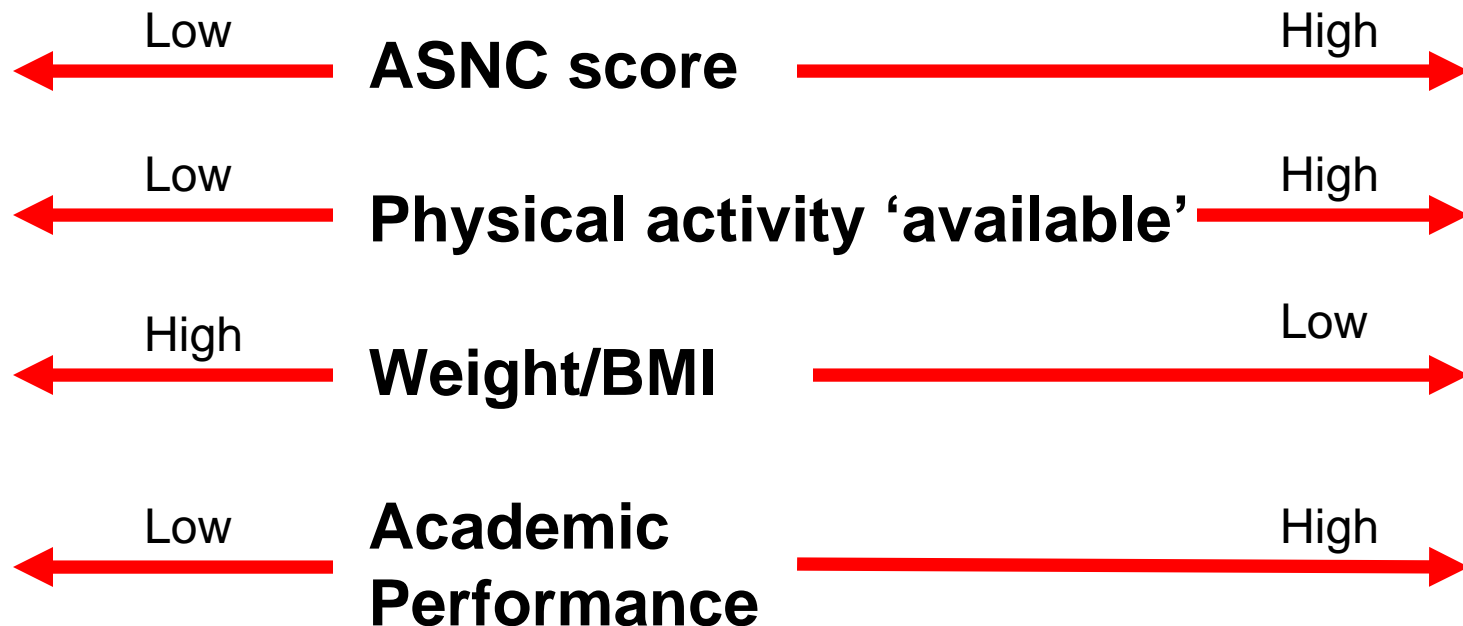 Low ASNC score High
Low Physical activity ‘available’ High
High Weight/BMI Low
Low Academic High
Performance